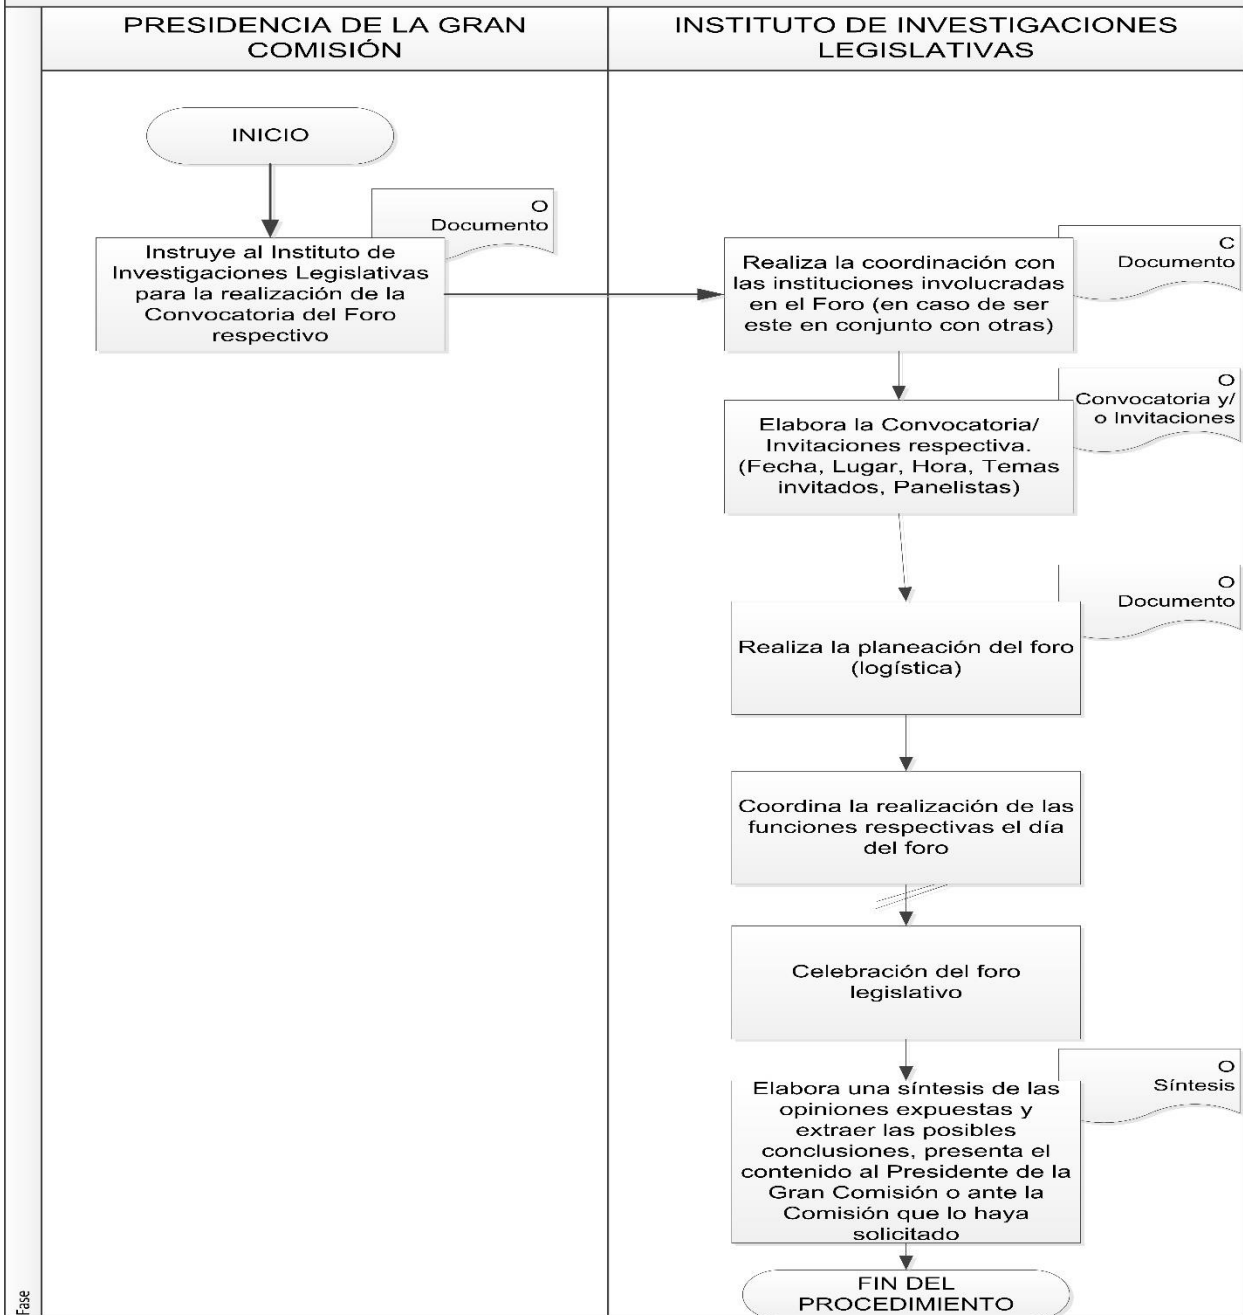 PRESIDENCIA DE LA GRAN
COMISIÓN
INSTITUTO DE INVESTIGACIONES
LEGISLATIVAS
INICIO
O
Documento
Instruye al Instituto de
Investigaciones Legislativas
para la realización de la
Convocatoria del Foro
respectivo
C
Documento
Realiza la coordinación con
las instituciones involucradas
en el Foro (en caso de ser
este en conjunto con otras)
O
Convocatoria y/
o Invitaciones
Elabora la Convocatoria/
Invitaciones respectiva.
(Fecha, Lugar, Hora, Temas
invitados, Panelistas)
O
Documento
Realiza la planeación del foro
(logística)
Coordina la realización de las
funciones respectivas el día
del foro
Celebración del foro
legislativo
O
Síntesis
Elabora una síntesis de las
opiniones expuestas y
extraer las posibles
conclusiones, presenta el
contenido al Presidente de la
Gran Comisión o ante la
Comisión que lo haya
solicitado
FIN DEL
PROCEDIMIENTO
Fase